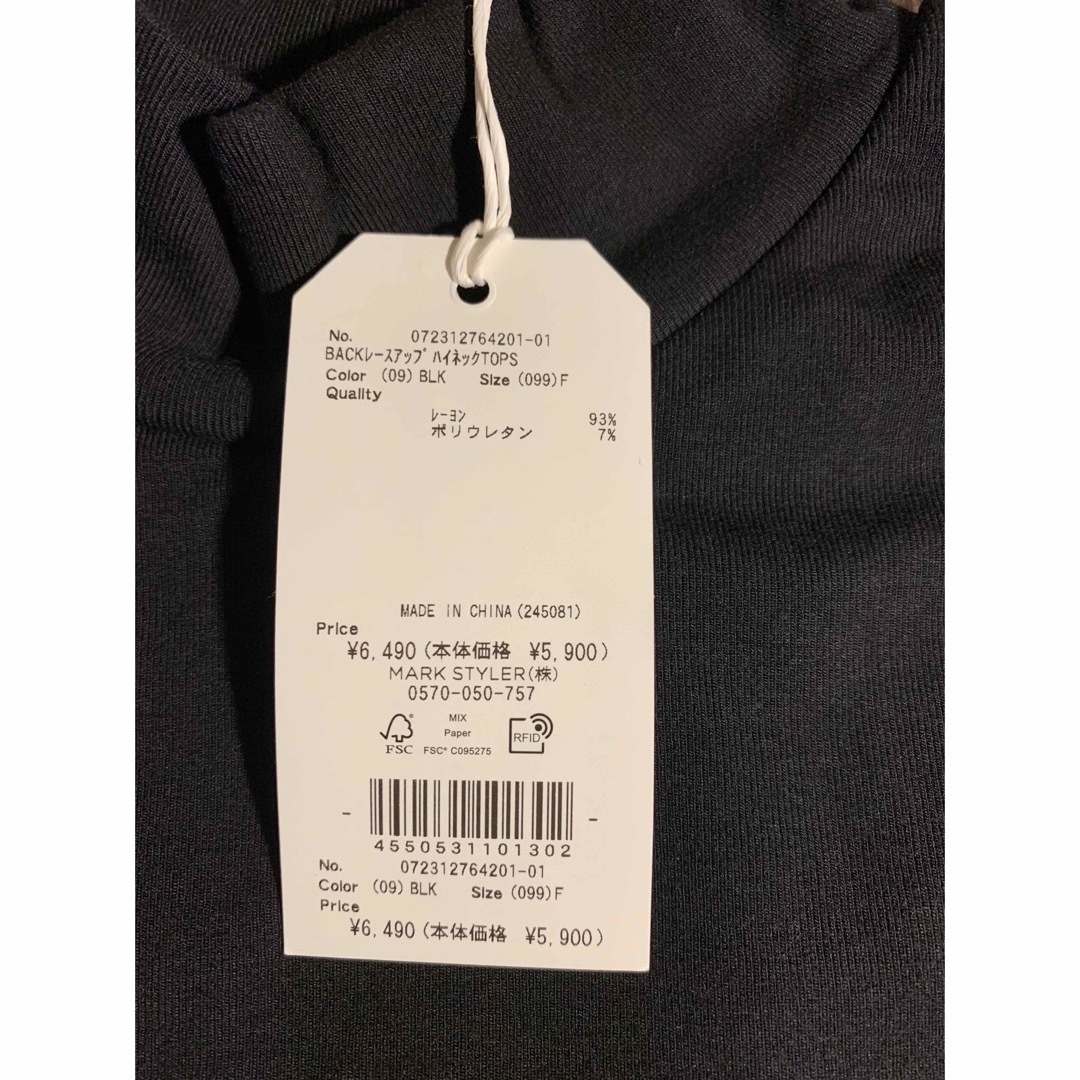 No. 072312764201-01
BACKﾚｰｽｱｯﾌﾟﾊｲﾈｯｸTOPS
Color (09) BLK Size (099) F
Quality
ﾚｰﾖﾝ 93%
ポリウレタン 7%
MADE IN CHINA (245081)
Price
¥6,490 (本体価格 ¥5,900)
MARK STYLER(株)
0570-050-757
MIX
Paper
FSC FSC® C095275
RFID
- -
4550531101302
No. 072312764201-01
Color (09) BLK Size (099) F
Price
¥6,490 (本体価格 ¥5,900)